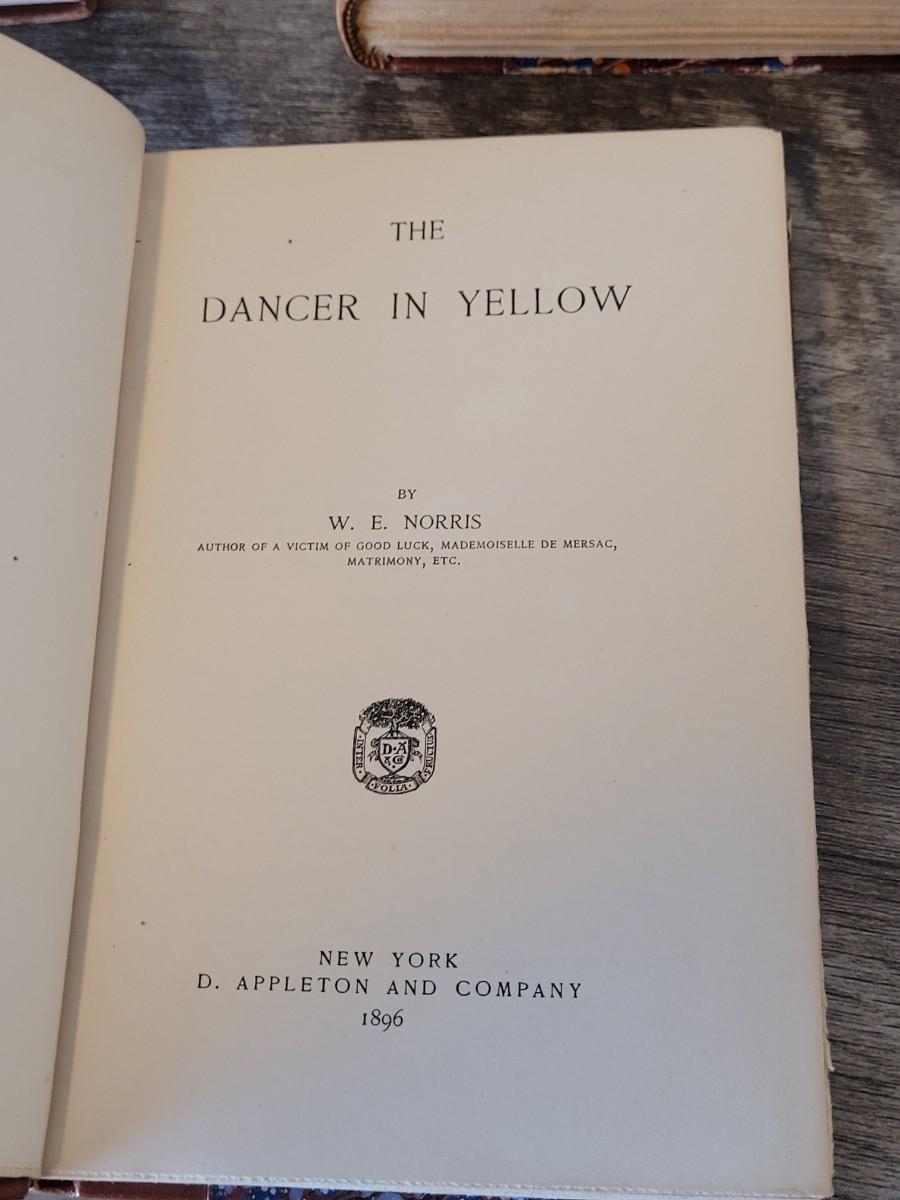 THE
DANCER IN YELLOW
BY
W. E. NORRIS
AUTHOR OF A VICTIM OF GOOD LUCK, MADEMOISELLE DE MERSAC,
MATRIMONY, ETC.
D·A
& Co
INTER
·FOLIA·
FRUCTUS
NEW YORK
D. APPLETON AND COMPANY
1896